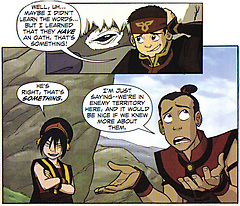 WELL, UH...
MAYBE I DIDN'T
LEARN THE WORDS...
BUT I LEARNED
THAT THEY HAVE
AN OATH. THAT'S
SOMETHING!
HE'S
RIGHT, THAT'S
SOMETHING.
I'M JUST
SAYING--WE'RE IN
ENEMY TERRITORY
HERE, AND IT WOULD
BE NICE IF WE KNEW
MORE ABOUT
THEM.